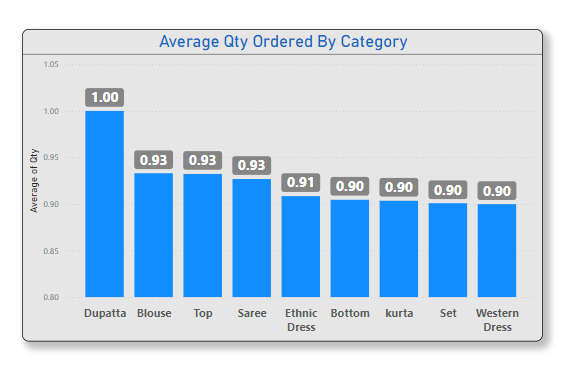 Average Qty Ordered By Category
1.05
1.00
0.95
0.90
0.85
0.80
Average of Qty
1.00
0.93
0.93
0.93
0.91
0.90
0.90
0.90
0.90
Dupatta
Blouse
Top
Saree
Ethnic
Dress
Bottom
kurta
Set
Western
Dress